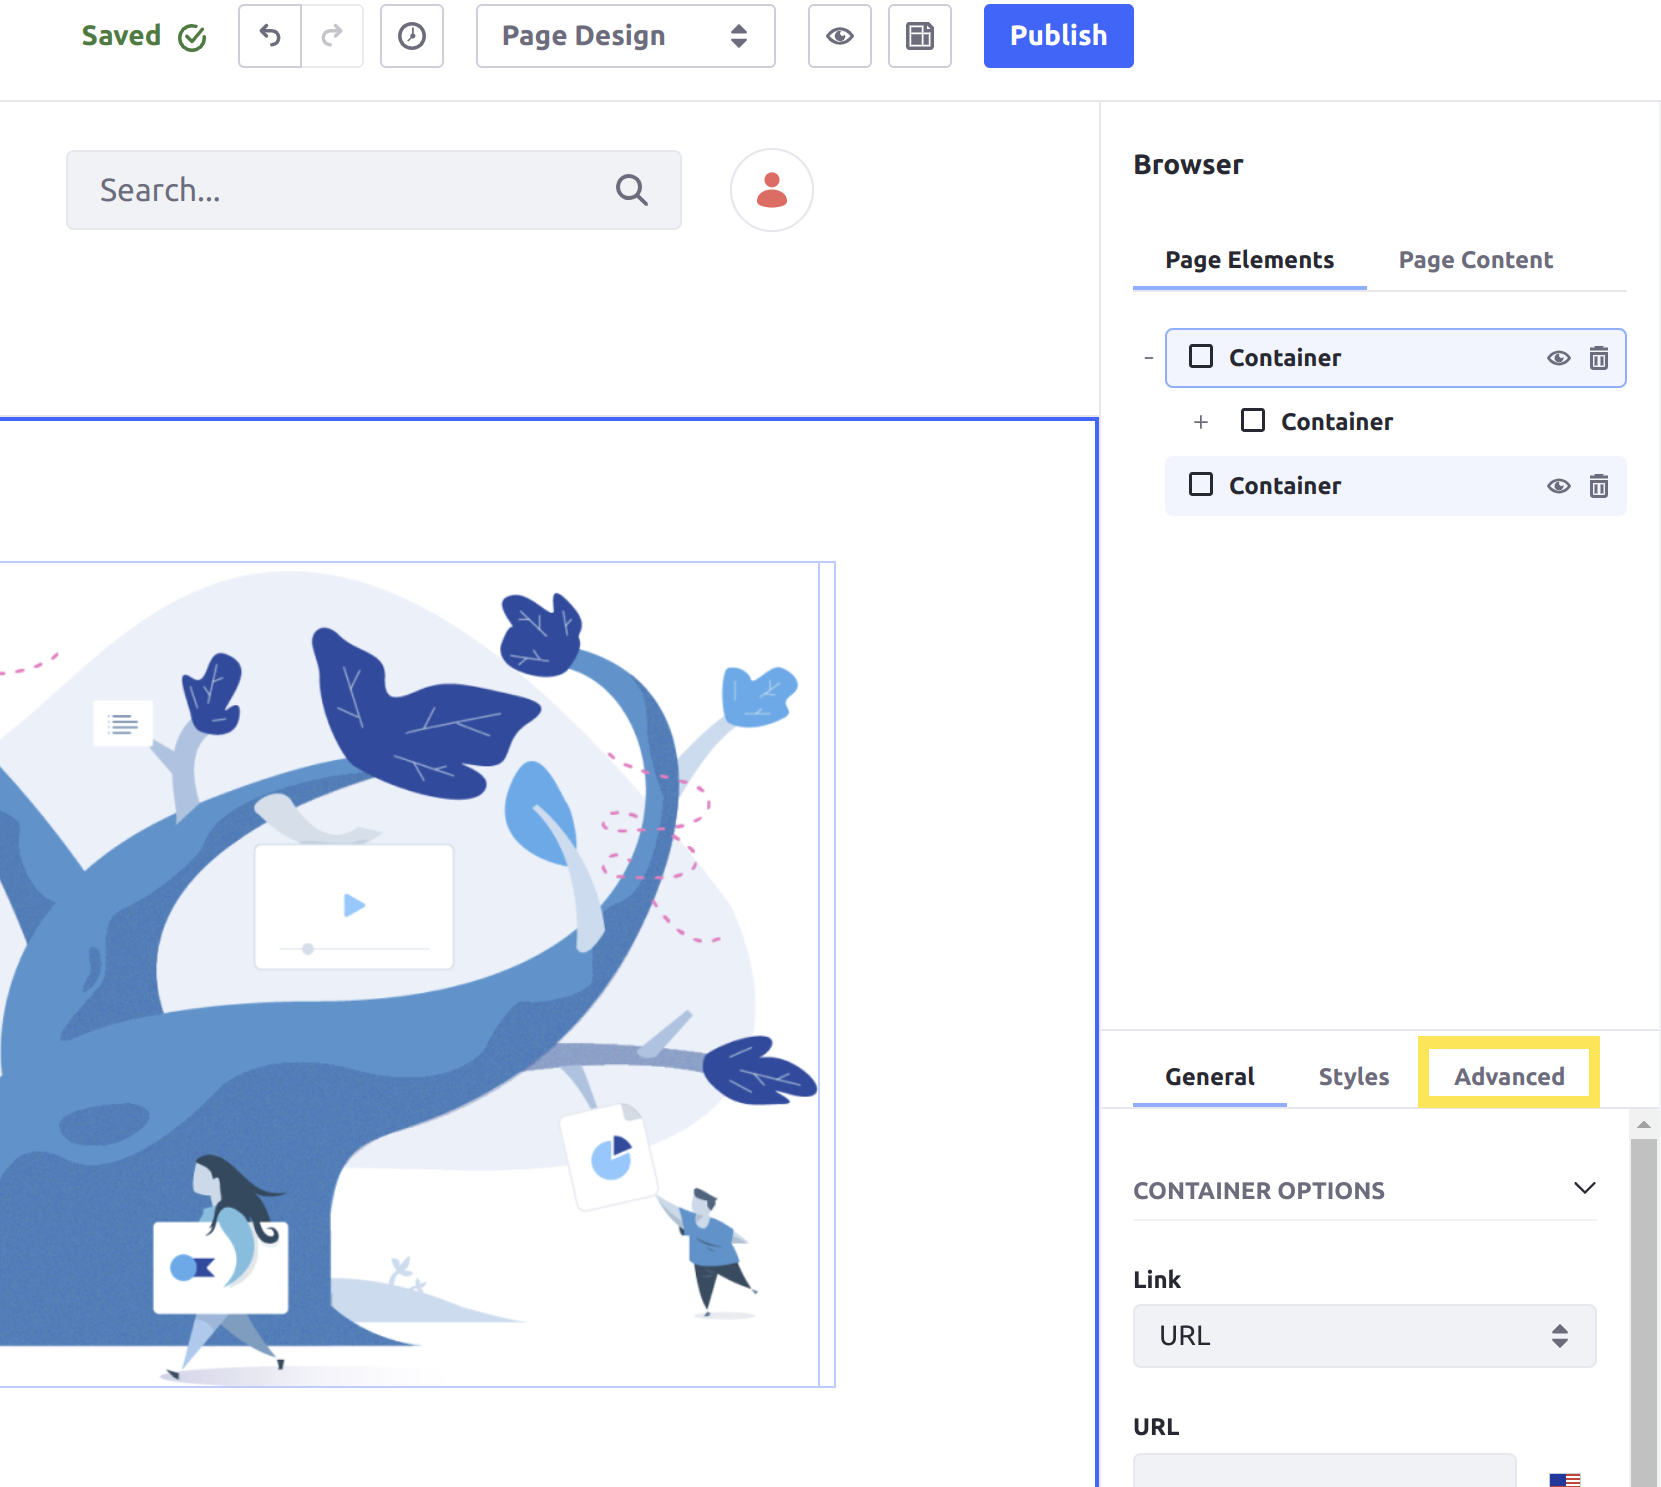 Saved
Page Design
Publish
Search...
Browser
Page Elements
Page Content
- Container
+ Container
Container
General
Styles
Advanced
CONTAINER OPTIONS
Link
URL
URL